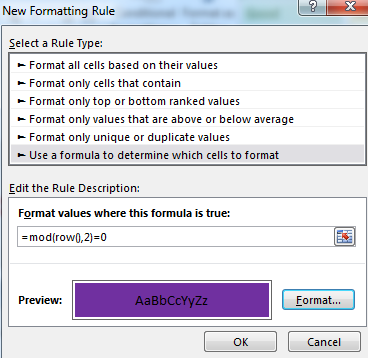 New Formatting Rule
?
Select a Rule Type:
► Format all cells based on their values
► Format only cells that contain
► Format only top or bottom ranked values
► Format only values that are above or below average
► Format only unique or duplicate values
► Use a formula to determine which cells to format
Edit the Rule Description:
Format values where this formula is true:
=mod(row(),2)=0
Preview:
AaBbCcYyZz
Format...
OK
Cancel